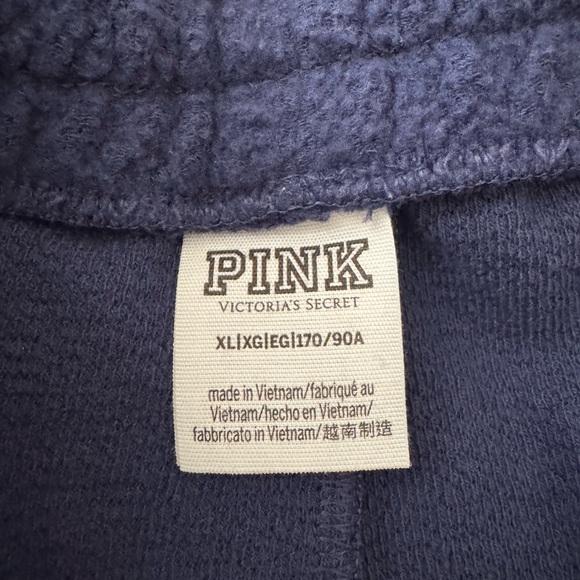 PINK
VICTORIA'S SECRET
XL|XG|EG|170/90A
made in Vietnam/fabriqué au
Vietnam/hecho en Vietnam/
fabbricato in Vietnam/越南制造